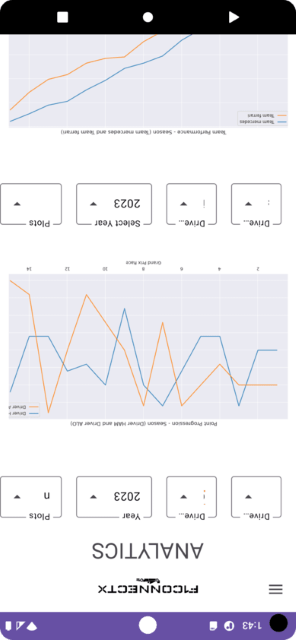 1:43
F1CONNECTX
ANALYTICS
Drive... Drive... Year Plots
2023 n
Point Progression - Season (Driver HAM and Driver ALO)
2 4 6 8 10 12 14
Grand Prix Race
Drive... Drive... Select Year Plots
2023
Team Performance - Season (Team mercedes and Team ferrari)
Team mercedes
Team ferrari